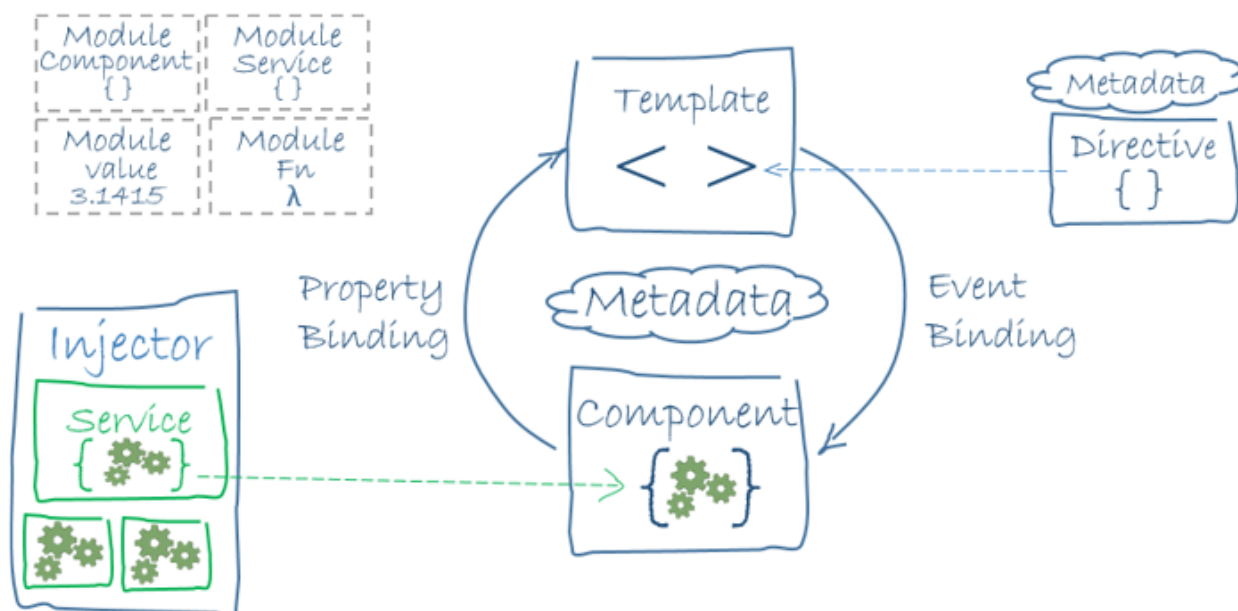 Module
Component
{ }
Module
Service
{ }
Module
value
3.1415
Module
Fn
λ
Template
< >
Metadata
Directive
{ }
Property
Binding
Metadata
Event
Binding
Injector
Service
{ }
Component
{ }